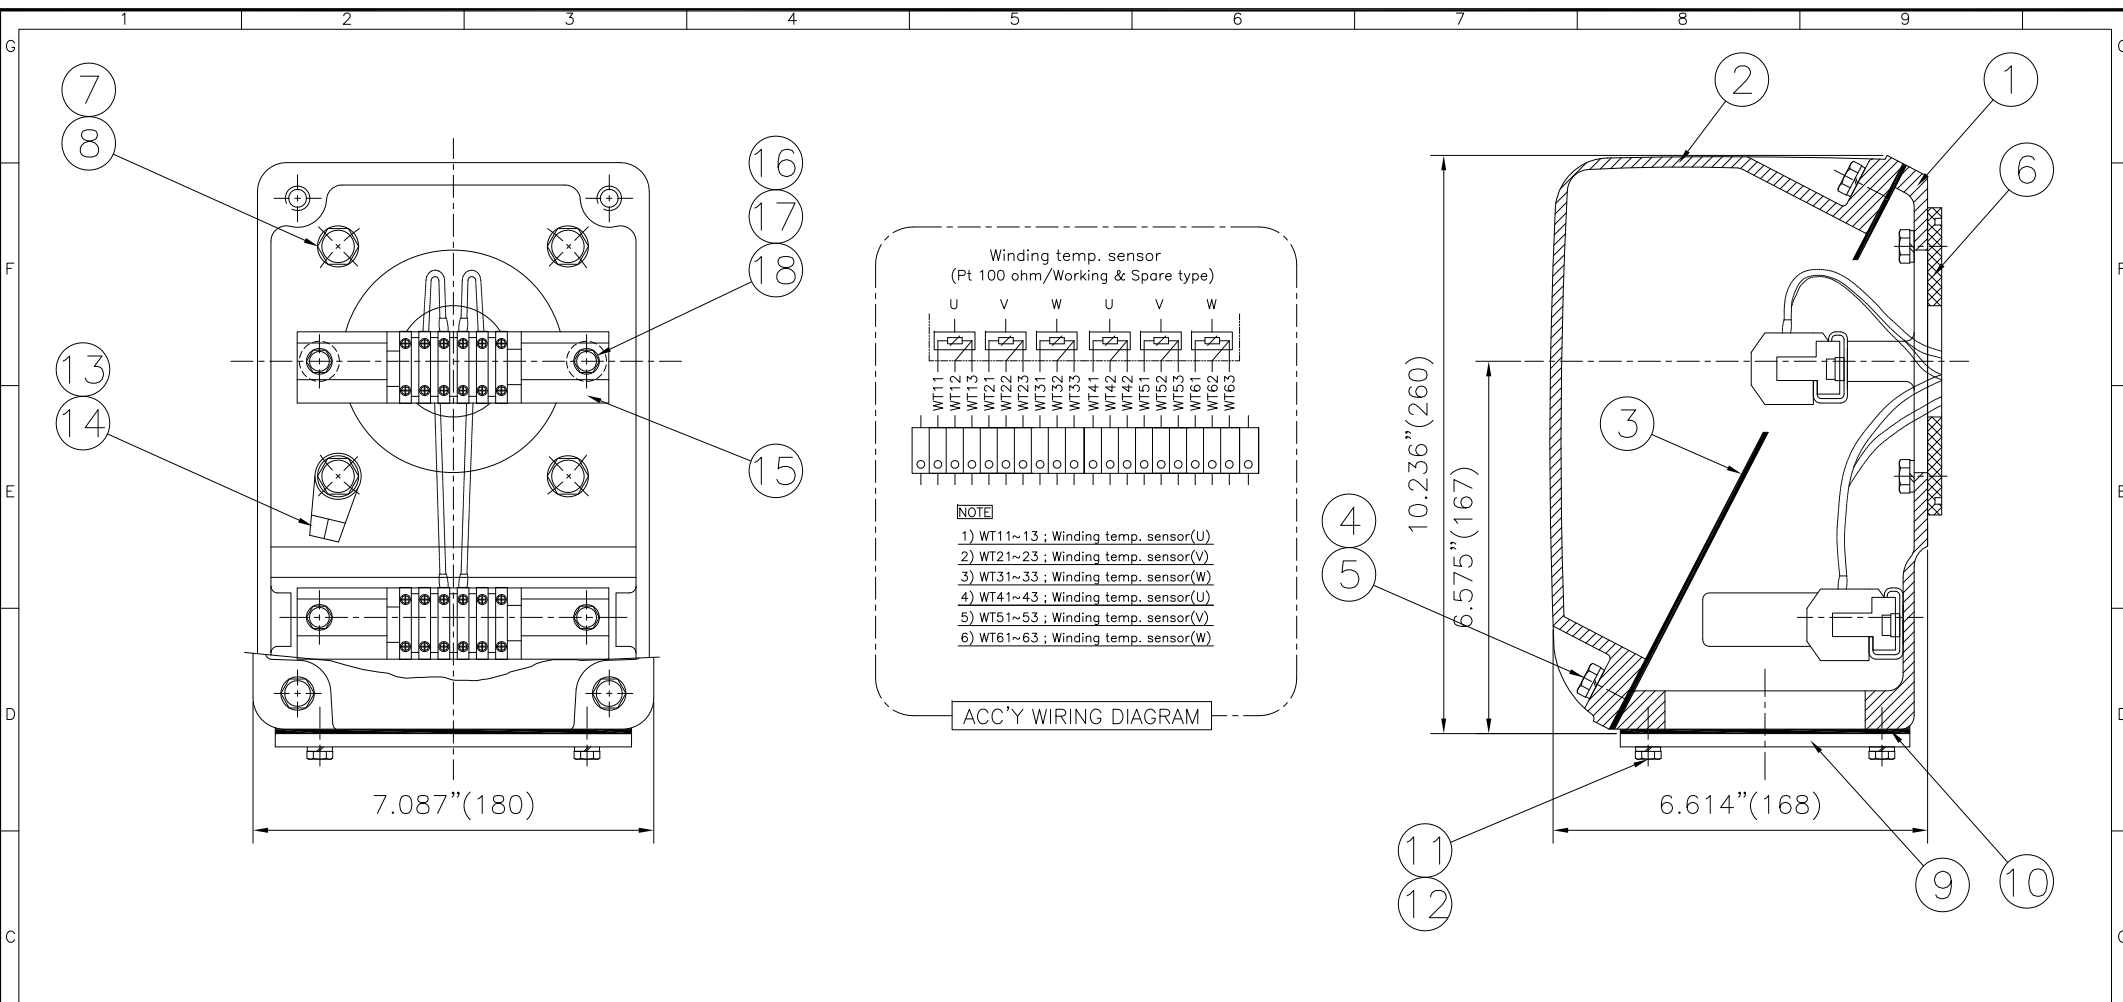 1 2 3 4 5 6 7 8 9
G
F
E
D
C
7
8
13
14
16
17
18
15
7.087"(180)
Winding temp. sensor
(Pt 100 ohm/Working & Spare type)
U V W U V W
WT11 WT12 WT13 WT21 WT22 WT23 WT31 WT32 WT33 WT41 WT42 WT42 WT51 WT52 WT53 WT61 WT62 WT63
NOTE
1) WT11~13 ; Winding temp. sensor(U)
2) WT21~23 ; Winding temp. sensor(V)
3) WT31~33 ; Winding temp. sensor(W)
4) WT41~43 ; Winding temp. sensor(U)
5) WT51~53 ; Winding temp. sensor(V)
6) WT61~63 ; Winding temp. sensor(W)
ACC'Y WIRING DIAGRAM
2
1
6
3
4
5
10.236"(260)
6.575"(167)
6.614"(168)
11
12
9
10